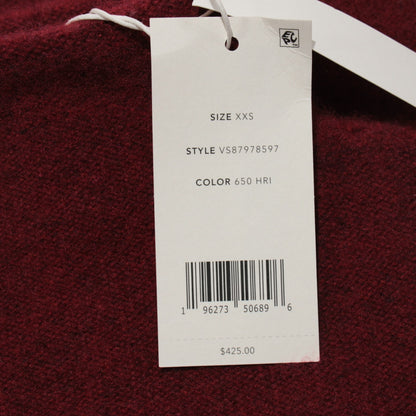 SIZE XXS
STYLE VS87978597
COLOR 650 HRI
1 96273 50689 6
$425.00